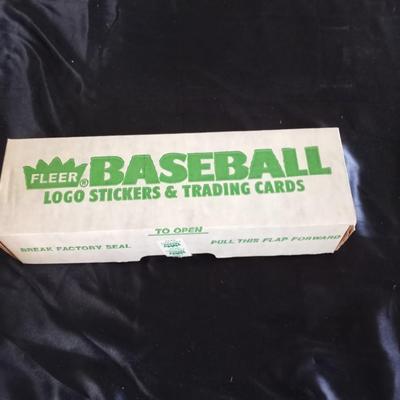 FLEER® BASEBALL
LOGO STICKERS & TRADING CARDS
TO OPEN
BREAK FACTORY SEAL
PULL THIS FLAP FORWARD